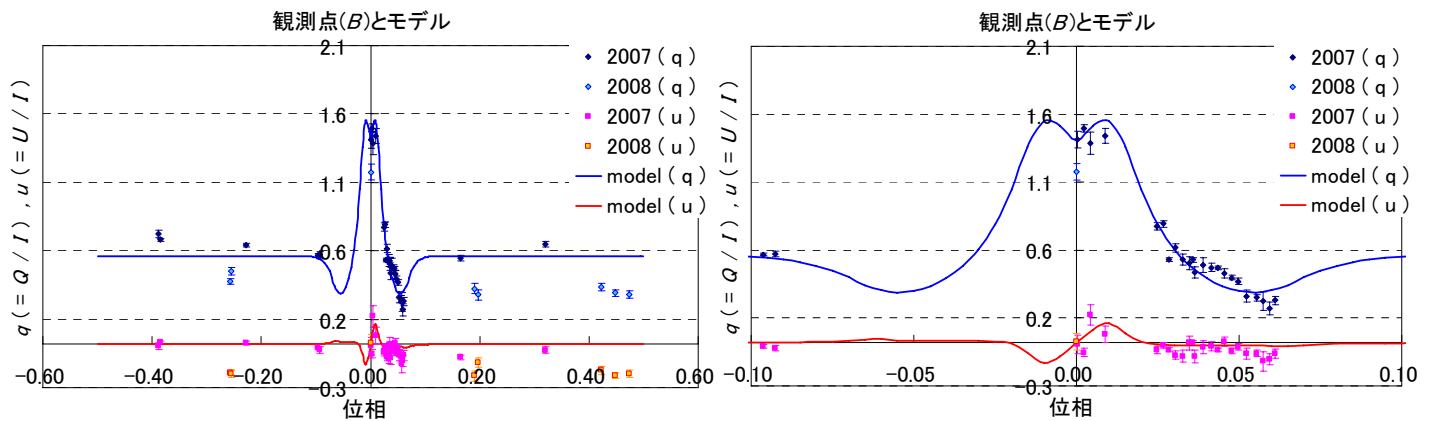 観測点(B)とモデル
q(=Q/I),u(=U/I)
2.1
1.6
1.1
0.6
0.2
-0.3
-0.60
-0.40
-0.20
0.00
0.20
0.40
0.60
位相
2007(q)
2008(q)
2007(u)
2008(u)
model(q)
model(u)
観測点(B)とモデル
q(=Q/I),u(=U/I)
2.1
1.6
1.1
0.6
0.2
-0.3
-0.10
-0.05
0.00
0.05
0.10
位相
2007(q)
2008(q)
2007(u)
2008(u)
model(q)
model(u)